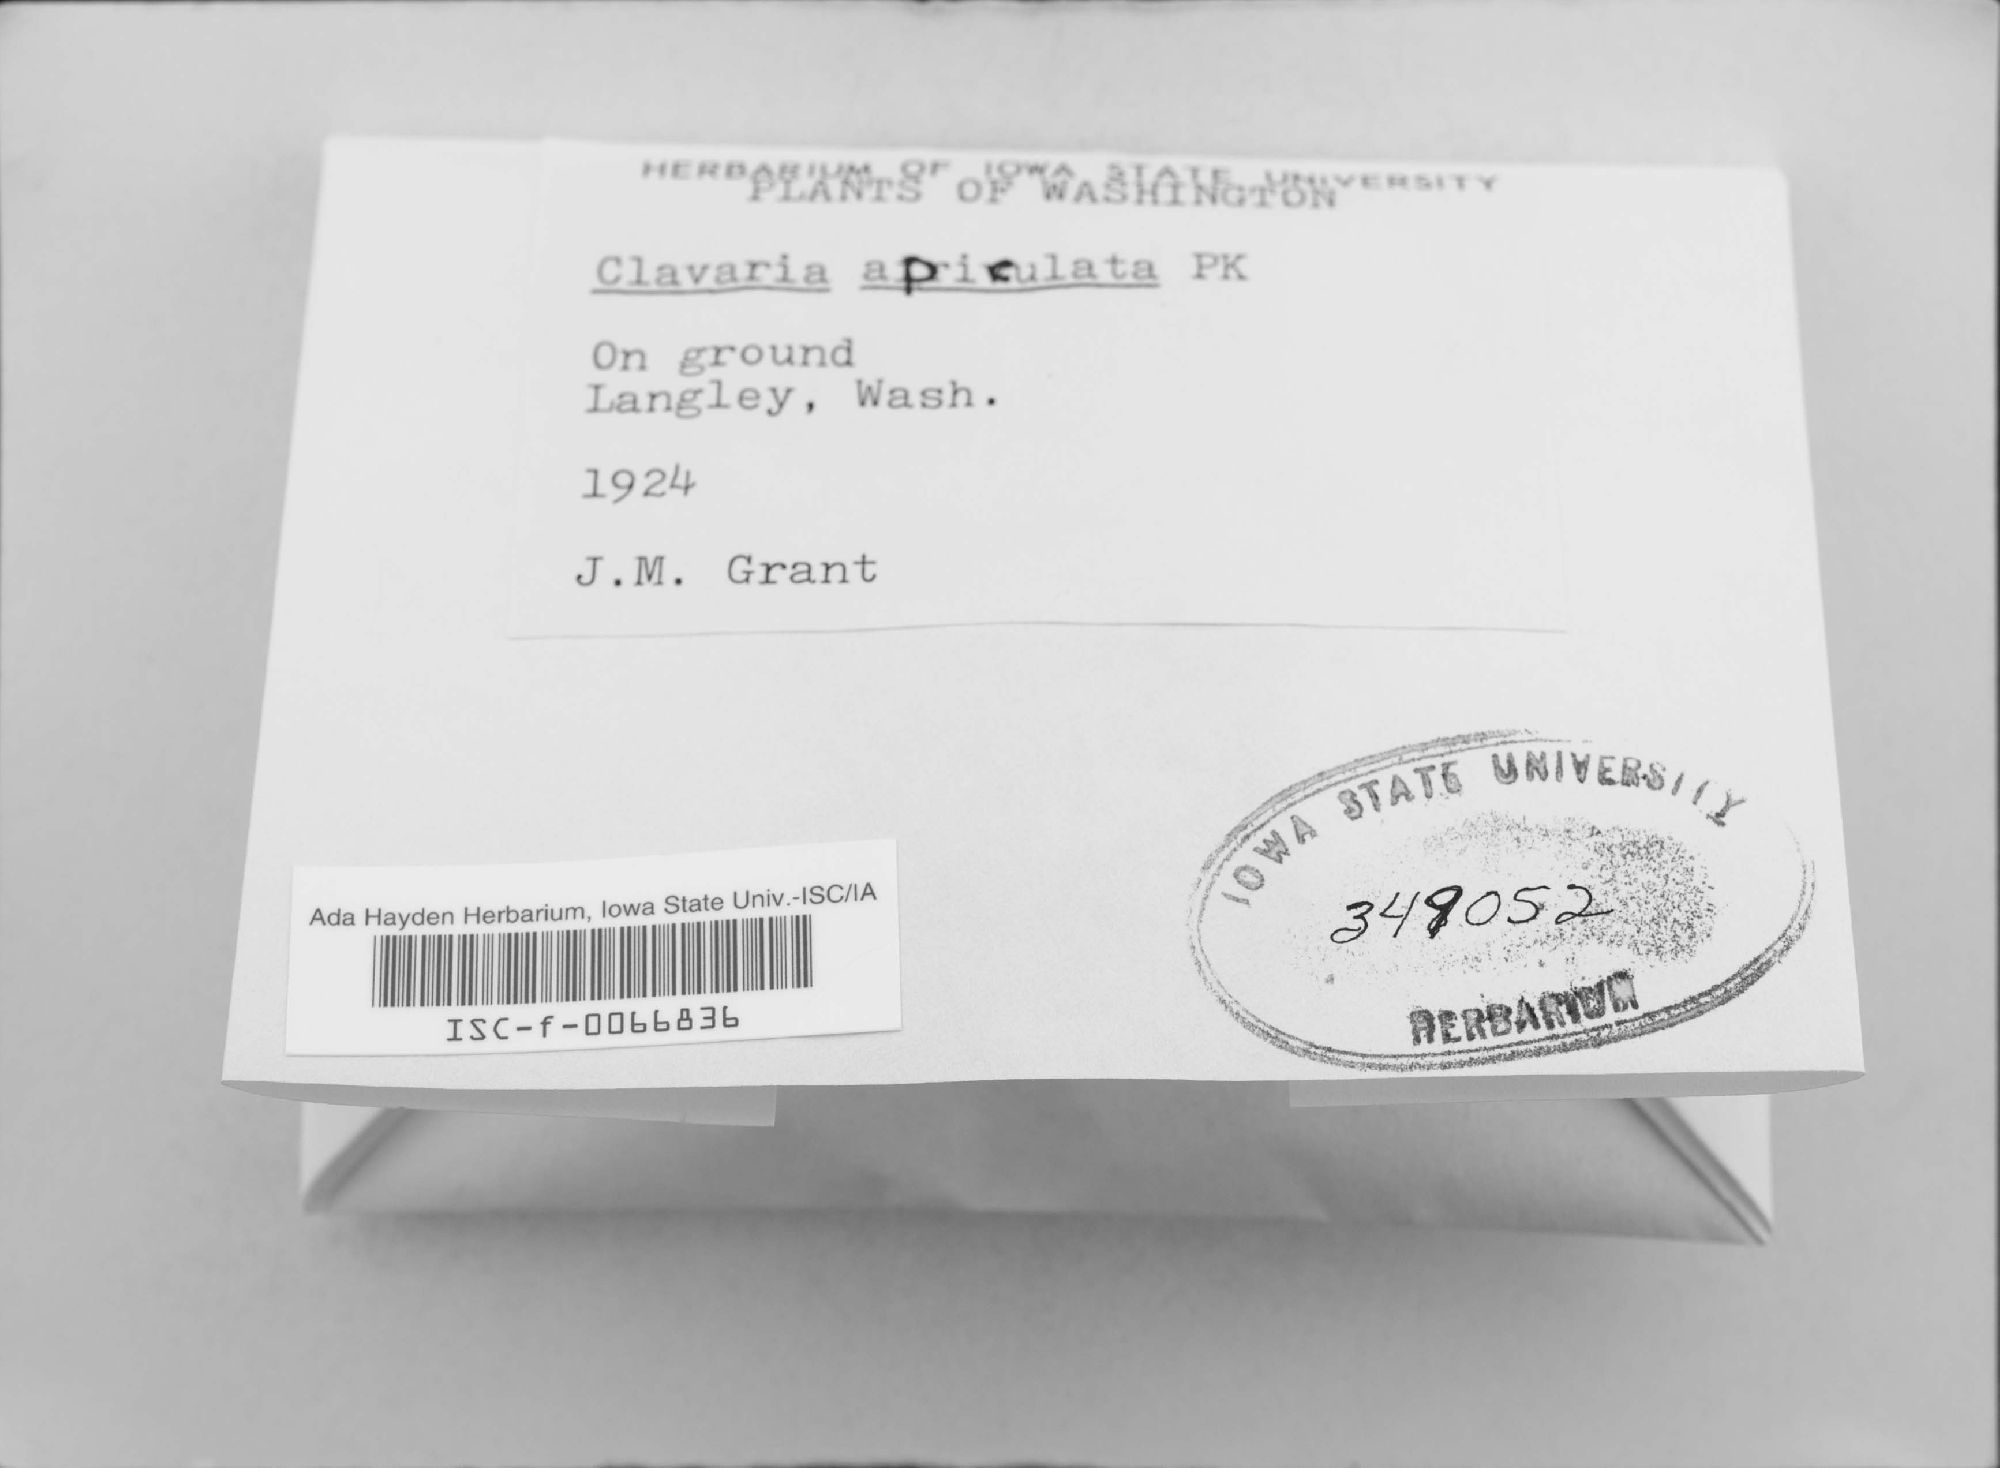 HERBARIUM OF IOWA STATE UNIVERSITY
PLANTS OF WASHINGTON
Clavaria apiculata PK
On ground
Langley, Wash.
1924
J.M. Grant
IOWA STATE UNIVERSITY
HERBARIUM
Ada Hayden Herbarium, Iowa State Univ.-ISC/IA
ISC-f-0066836